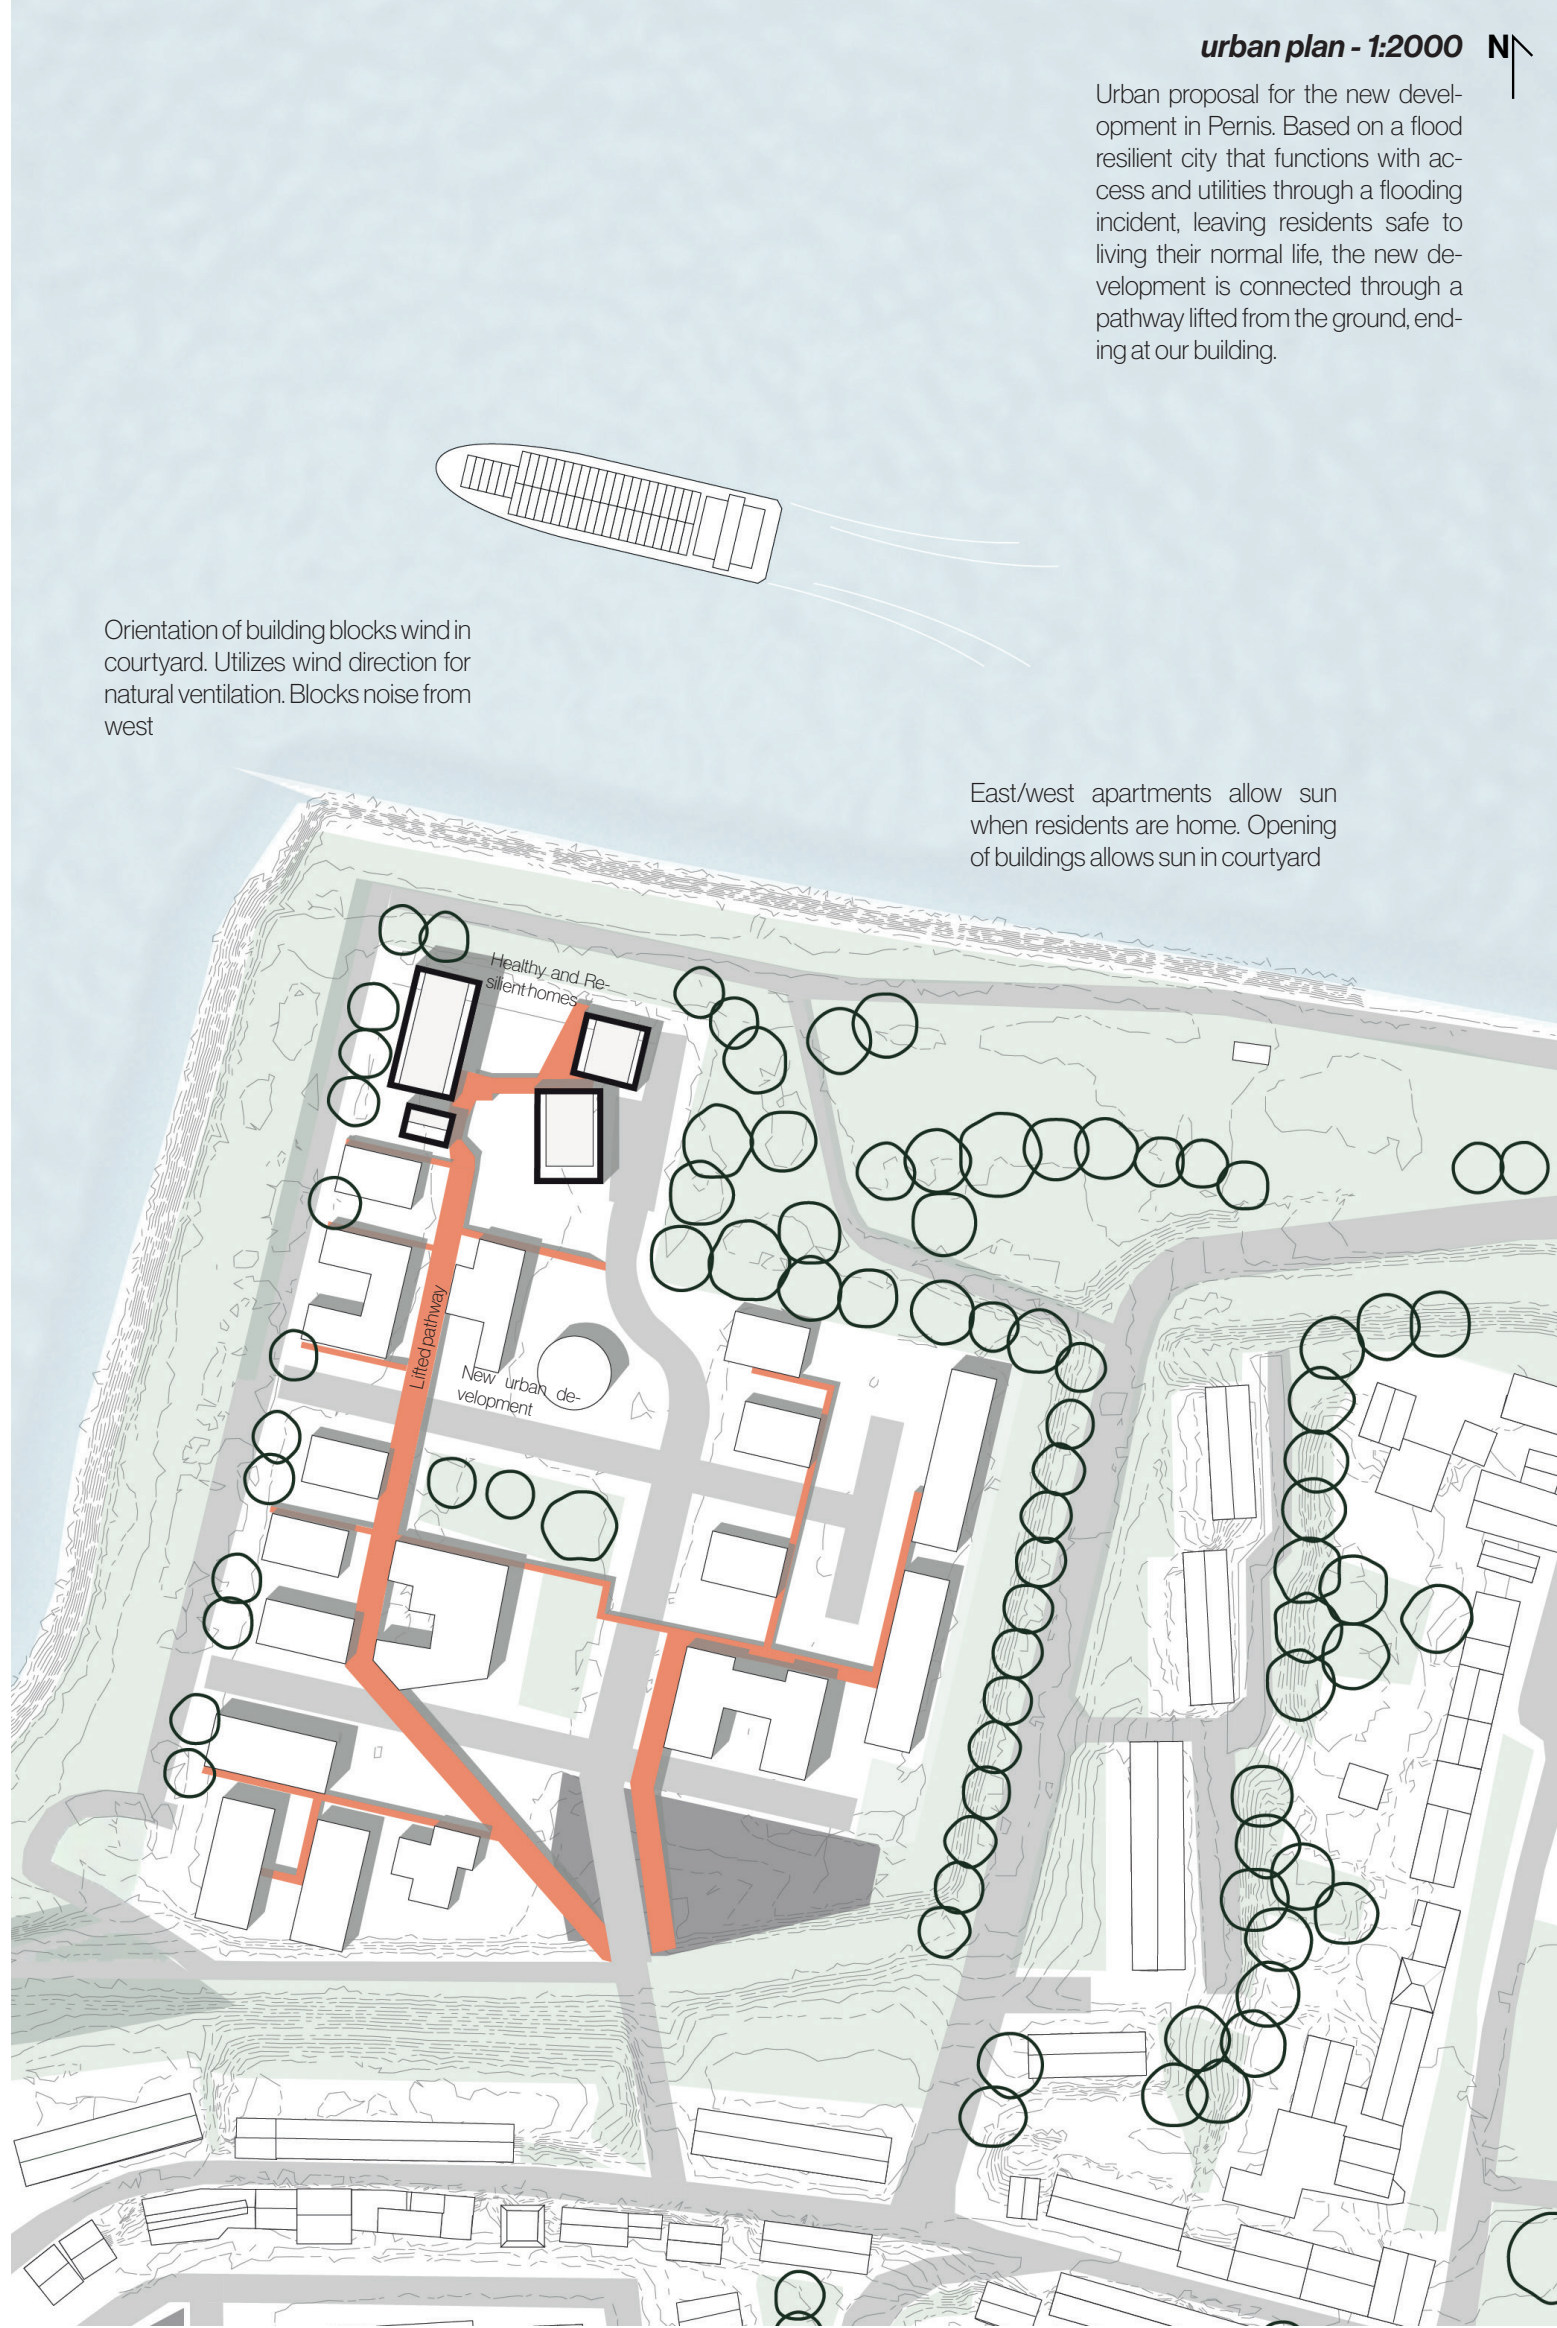 urban plan - 1:2000 N
Urban proposal for the new devel-
opment in Pernis. Based on a flood
resilient city that functions with ac-
cess and utilities through a flooding
incident, leaving residents safe to
living their normal life, the new de-
velopment is connected through a
pathway lifted from the ground, end-
ing at our building.
Orientation of building blocks wind in
courtyard. Utilizes wind direction for
natural ventilation. Blocks noise from
west
East/west apartments allow sun
when residents are home. Opening
of buildings allows sun in courtyard
Healthy and Re-
silient homes
Lifted pathway
New urban de-
velopment